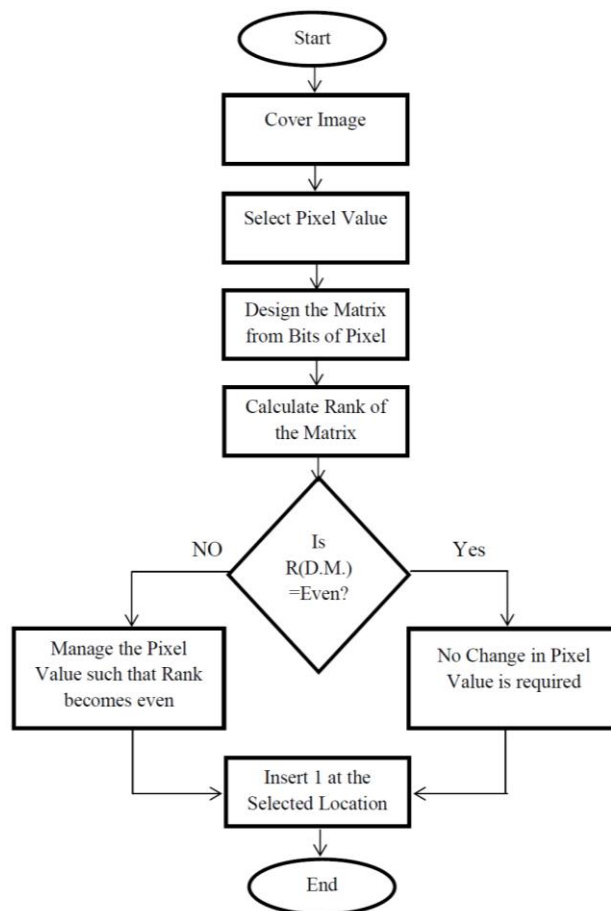 Start
Cover Image
Select Pixel Value
Design the Matrix
from Bits of Pixel
Calculate Rank of
the Matrix
Is
R(D.M.)
=Even?
NO
Yes
Manage the Pixel
Value such that Rank
becomes even
No Change in Pixel
Value is required
Insert 1 at the
Selected Location
End